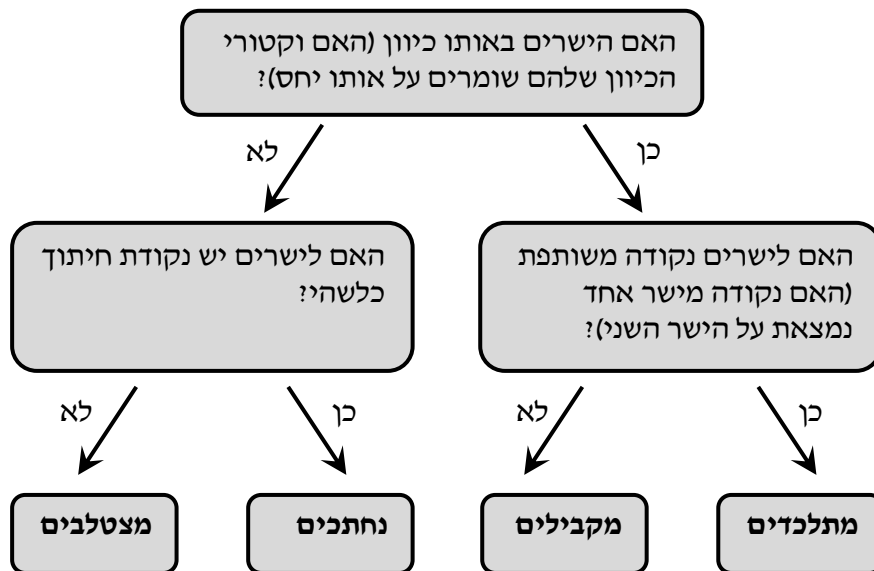 האם הישרים באותו כיוון (האם וקטורי
הכיוון שלהם שומרים על אותו יחס)?
כן
לא
האם לישרים נקודה משותפת
(האם נקודה מישר אחד
נמצאת על הישר השני)?
האם לישרים יש נקודת חיתוך
כלשהי?
כן
לא
כן
לא
מתלכדים
מקבילים
נחתכים
מצטלבים